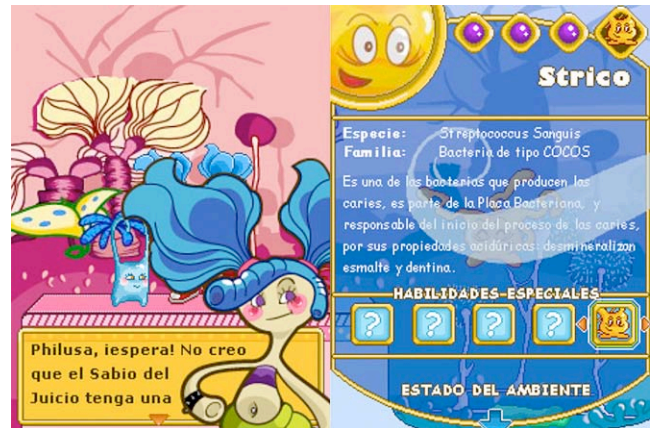 Philusa, ¡espera! No creo
que el Sabio del
Juicio tenga una
Strico
Especie: Streptococcus Sanguis
Familia: Bacteria de tipo COCOS
Es una de las bacterias que producen las
caries, es parte de la Placa Bacteriana, y
responsable del inicio del proceso de las caries,
por sus propiedades acidúricas: desmineralizan
esmalte y dentina.
HABILIDADES ESPECIALES
? ? ? ?
ESTADO DEL AMBIENTE